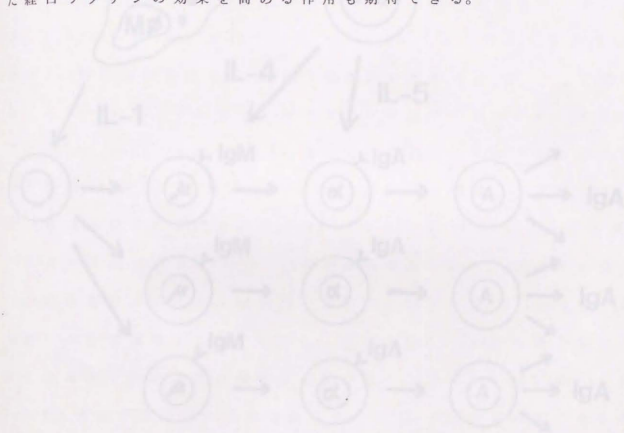 た経口ワクチンの効果を高める作用も期待できる。
Mφ
IL-4
IL-5
IL-1
IgM IgA
μ α A IgA
IgM IgA
μ α A IgA
IgM IgA
μ α A IgA